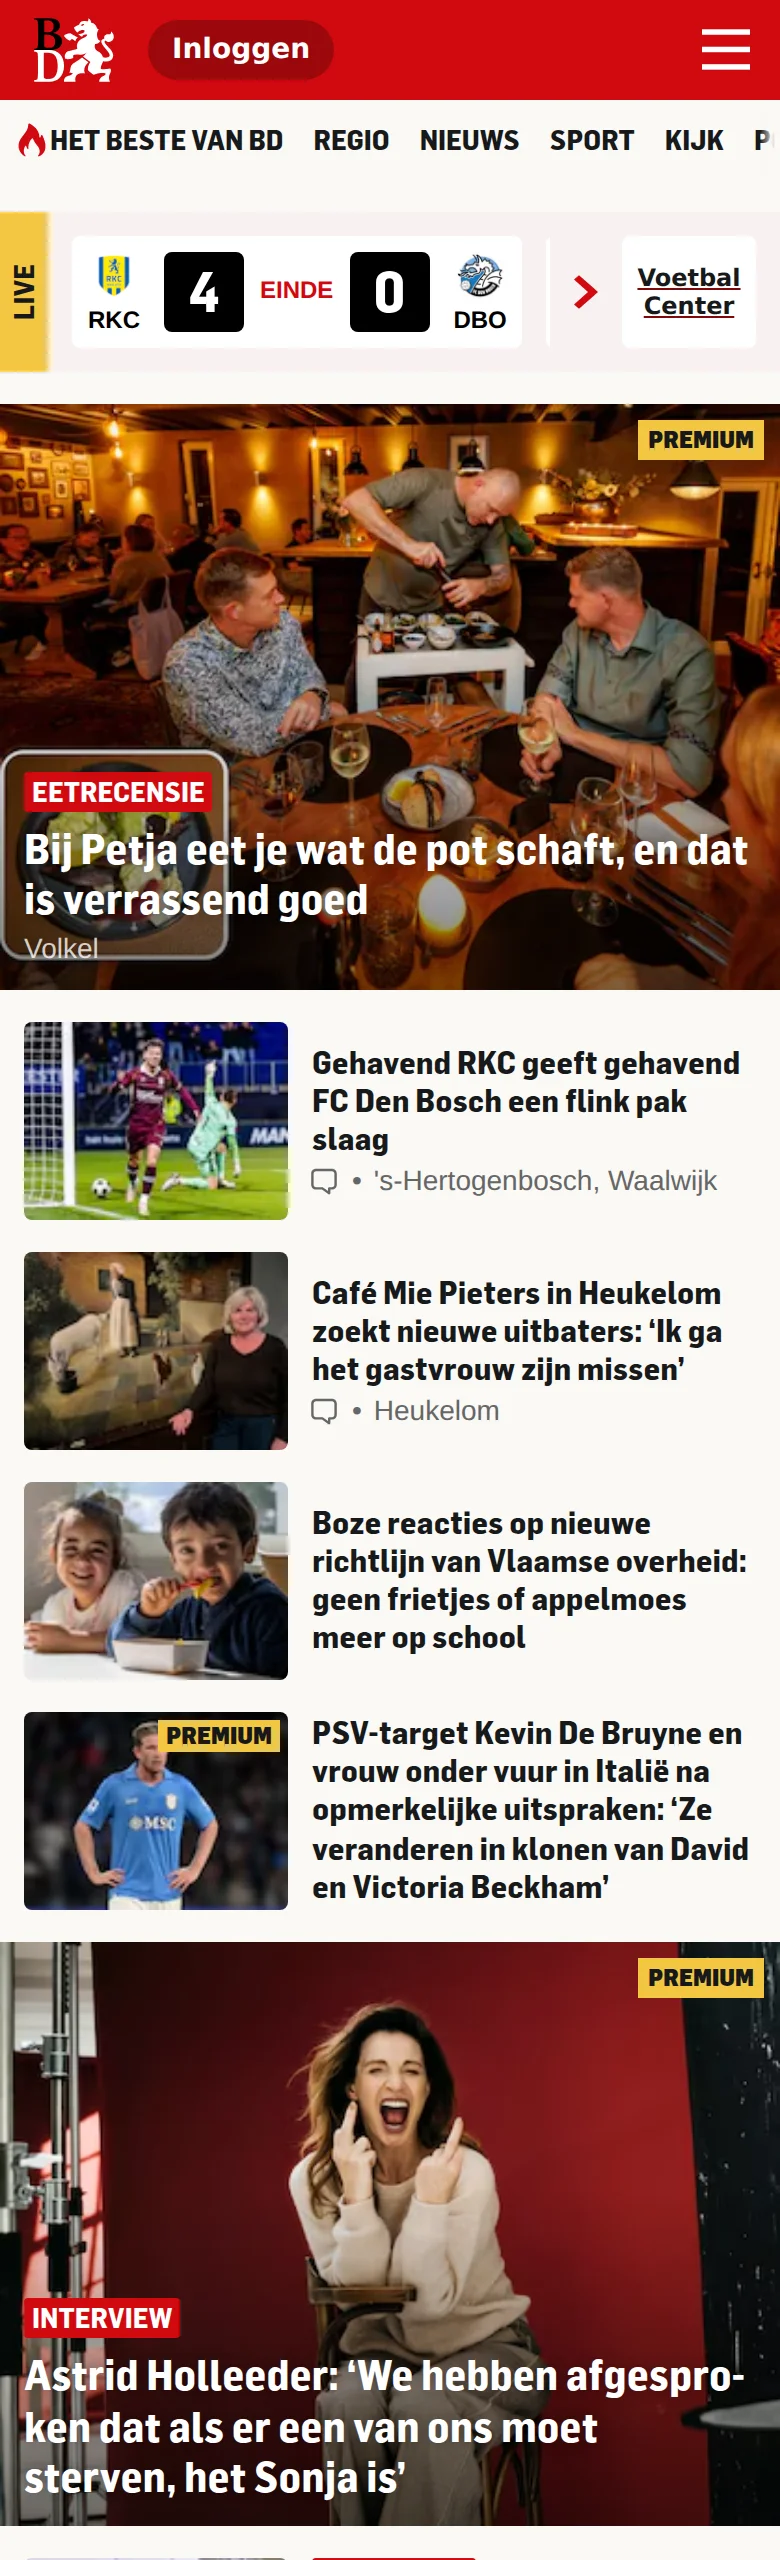 BD
Inloggen
HET BESTE VAN BD REGIO NIEUWS SPORT KIJK
LIVE
RKC
4
EINDE
0
DBO
Voetbal
Center
PREMIUM
EETRECENSIE
Bij Petja eet je wat de pot schaft, en dat
is verrassend goed
Volkel
Gehavend RKC geeft gehavend
FC Den Bosch een flink pak
slaag
• 's-Hertogenbosch, Waalwijk
Café Mie Pieters in Heukelom
zoekt nieuwe uitbaters: ‘Ik ga
het gastvrouw zijn missen’
• Heukelom
Boze reacties op nieuwe
richtlijn van Vlaamse overheid:
geen frietjes of appelmoes
meer op school
PREMIUM
MSC
PSV-target Kevin De Bruyne en
vrouw onder vuur in Italië na
opmerkelijke uitspraken: ‘Ze
veranderen in klonen van David
en Victoria Beckham’
PREMIUM
INTERVIEW
Astrid Holleeder: ‘We hebben afgespro-
ken dat als er een van ons moet
sterven, het Sonja is’